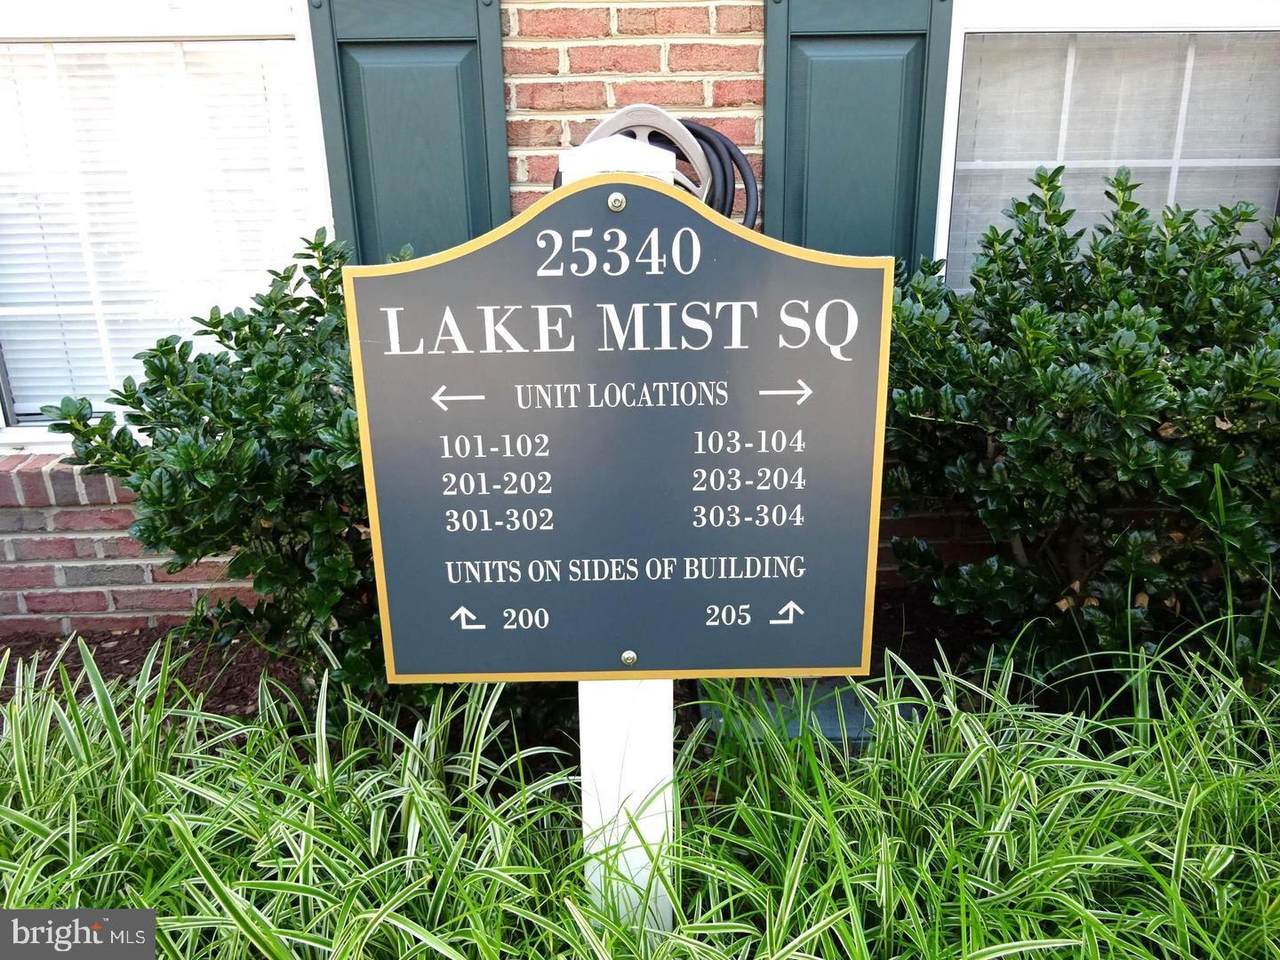 25340
LAKE MIST SQ
← UNIT LOCATIONS →
101-102 103-104
201-202 203-204
301-302 303-304
UNITS ON SIDES OF BUILDING
↰ 200 205 ↱
bright MLS